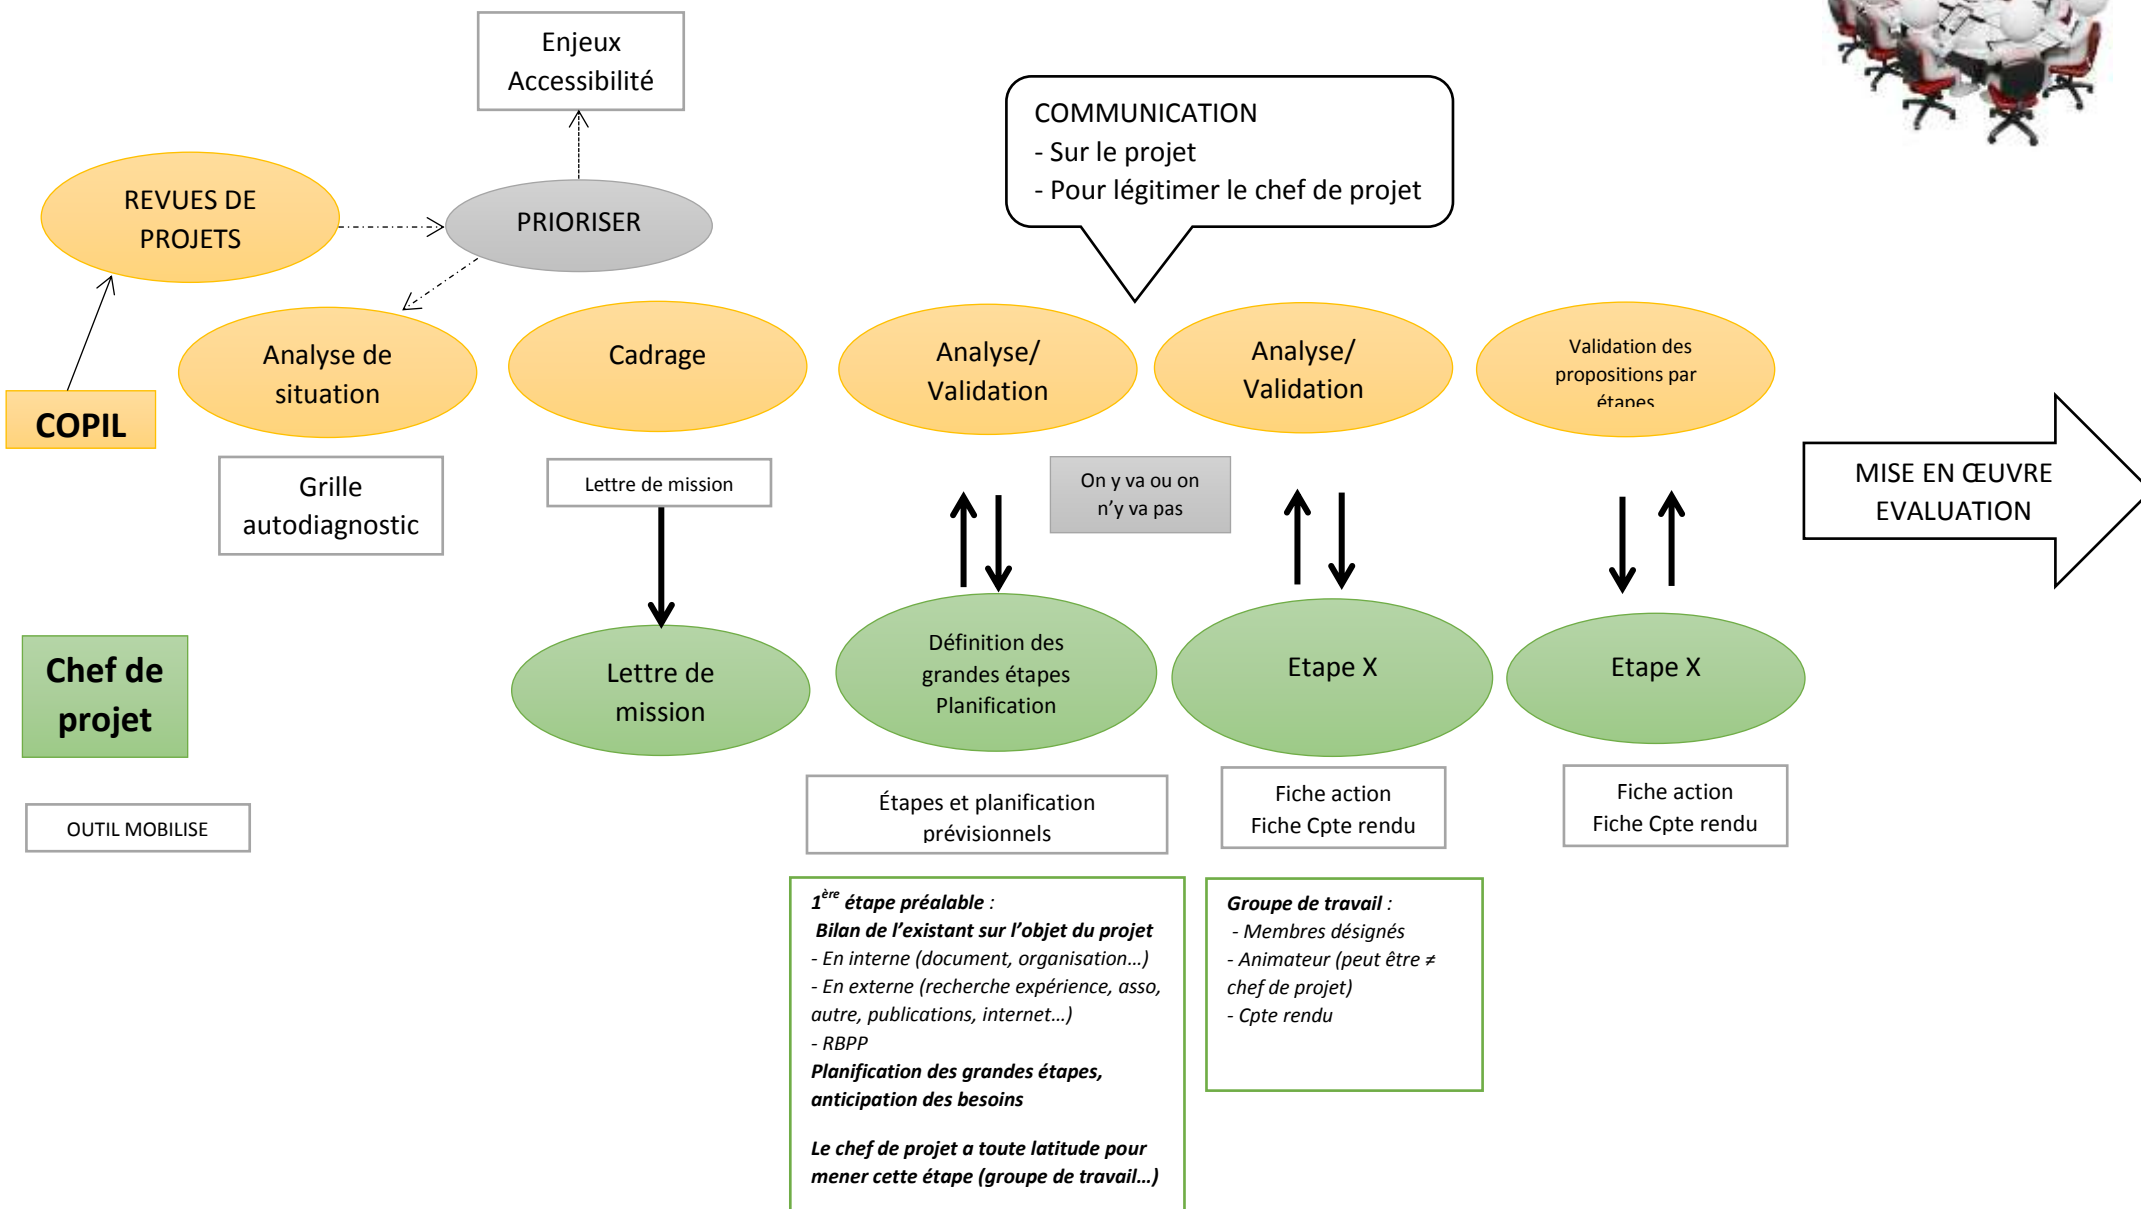 Enjeux
Accessibilité
COMMUNICATION
- Sur le projet
- Pour légitimer le chef de projet
REVUES DE
PROJETS
PRIORISER
Analyse de
situation
Cadrage
Analyse/
Validation
Analyse/
Validation
Validation des
propositions par
étapes
COPIL
Grille
autodiagnostic
Lettre de mission
On y va ou on
n'y va pas
MISE EN ŒUVRE
EVALUATION
Chef de
projet
Lettre de
mission
Définition des
grandes étapes
Planification
Etape X
Etape X
OUTIL MOBILISE
Étapes et planification
prévisionnels
Fiche action
Fiche Cpte rendu
Fiche action
Fiche Cpte rendu
1ère étape préalable :
Bilan de l'existant sur l'objet du projet
- En interne (document, organisation...)
- En externe (recherche expérience, asso,
autre, publications, internet...)
- RBPP
Planification des grandes étapes,
anticipation des besoins
Le chef de projet a toute latitude pour
mener cette étape (groupe de travail...)
Groupe de travail :
- Membres désignés
- Animateur (peut être ≠
chef de projet)
- Cpte rendu